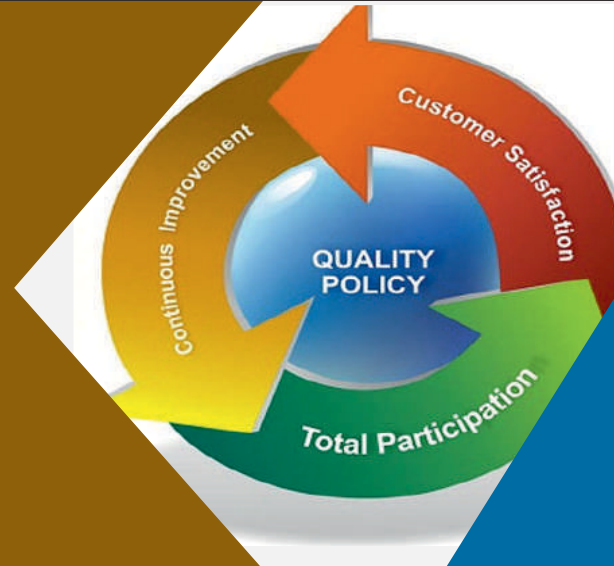 QUALITY
POLICY
Customer Satisfaction
Total Participation
Continuous Improvement